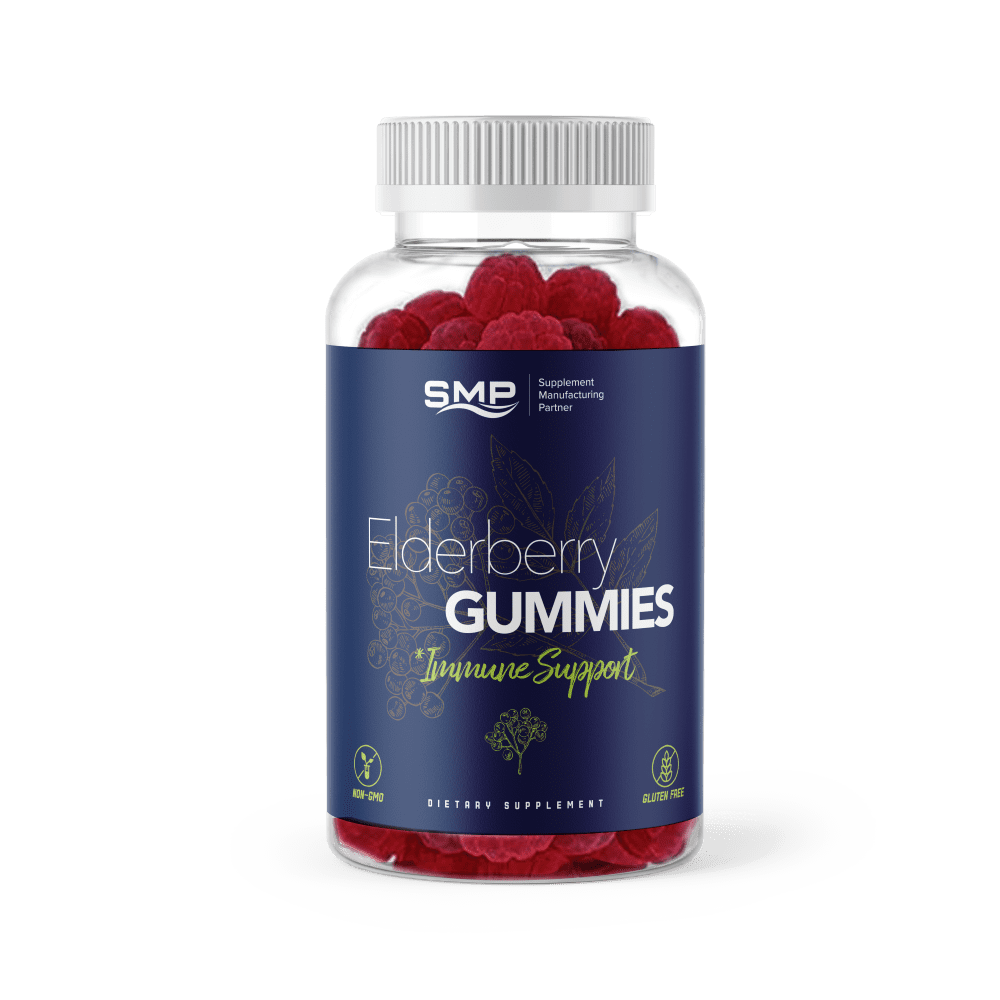 SMP
Supplement
Manufacturing
Partner
Elderberry
GUMMIES
*Immune Support
NON-GMO
GLUTEN FREE
DIETARY SUPPLEMENT